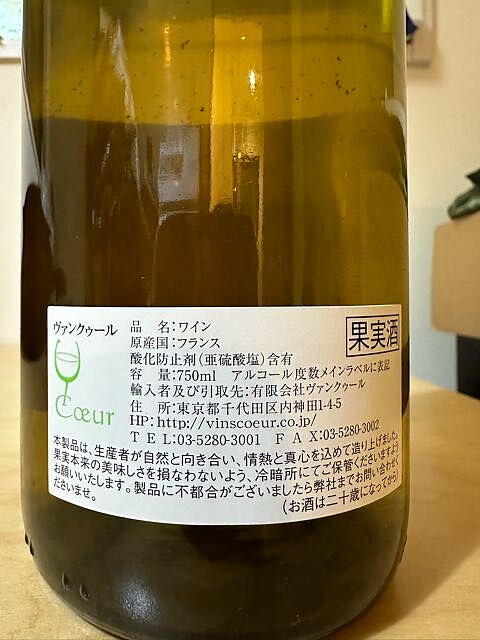 ヴァンクゥール
Cœur
品　名：ワイン
原産国：フランス
酸化防止剤（亜硫酸塩）含有
果実酒
容　量：750ml　アルコール度数メインラベルに表記
輸入者及び引取先：有限会社ヴァンクゥール
住　所：東京都千代田区内神田1-4-5
HP：http://vinscoeur.co.jp/
TEL:03-5280-3001　FAX:03-5280-3002
本製品は、生産者が自然と向き合い、情熱と真心を込めて造り上げました。
果実本来の美味しさを損なわないよう、冷暗所にてご保管くださいますよう
お願いいたします。製品に不都合がございましたら弊社までお問い合わせく
ださいませ。
（お酒は二十歳になってから）